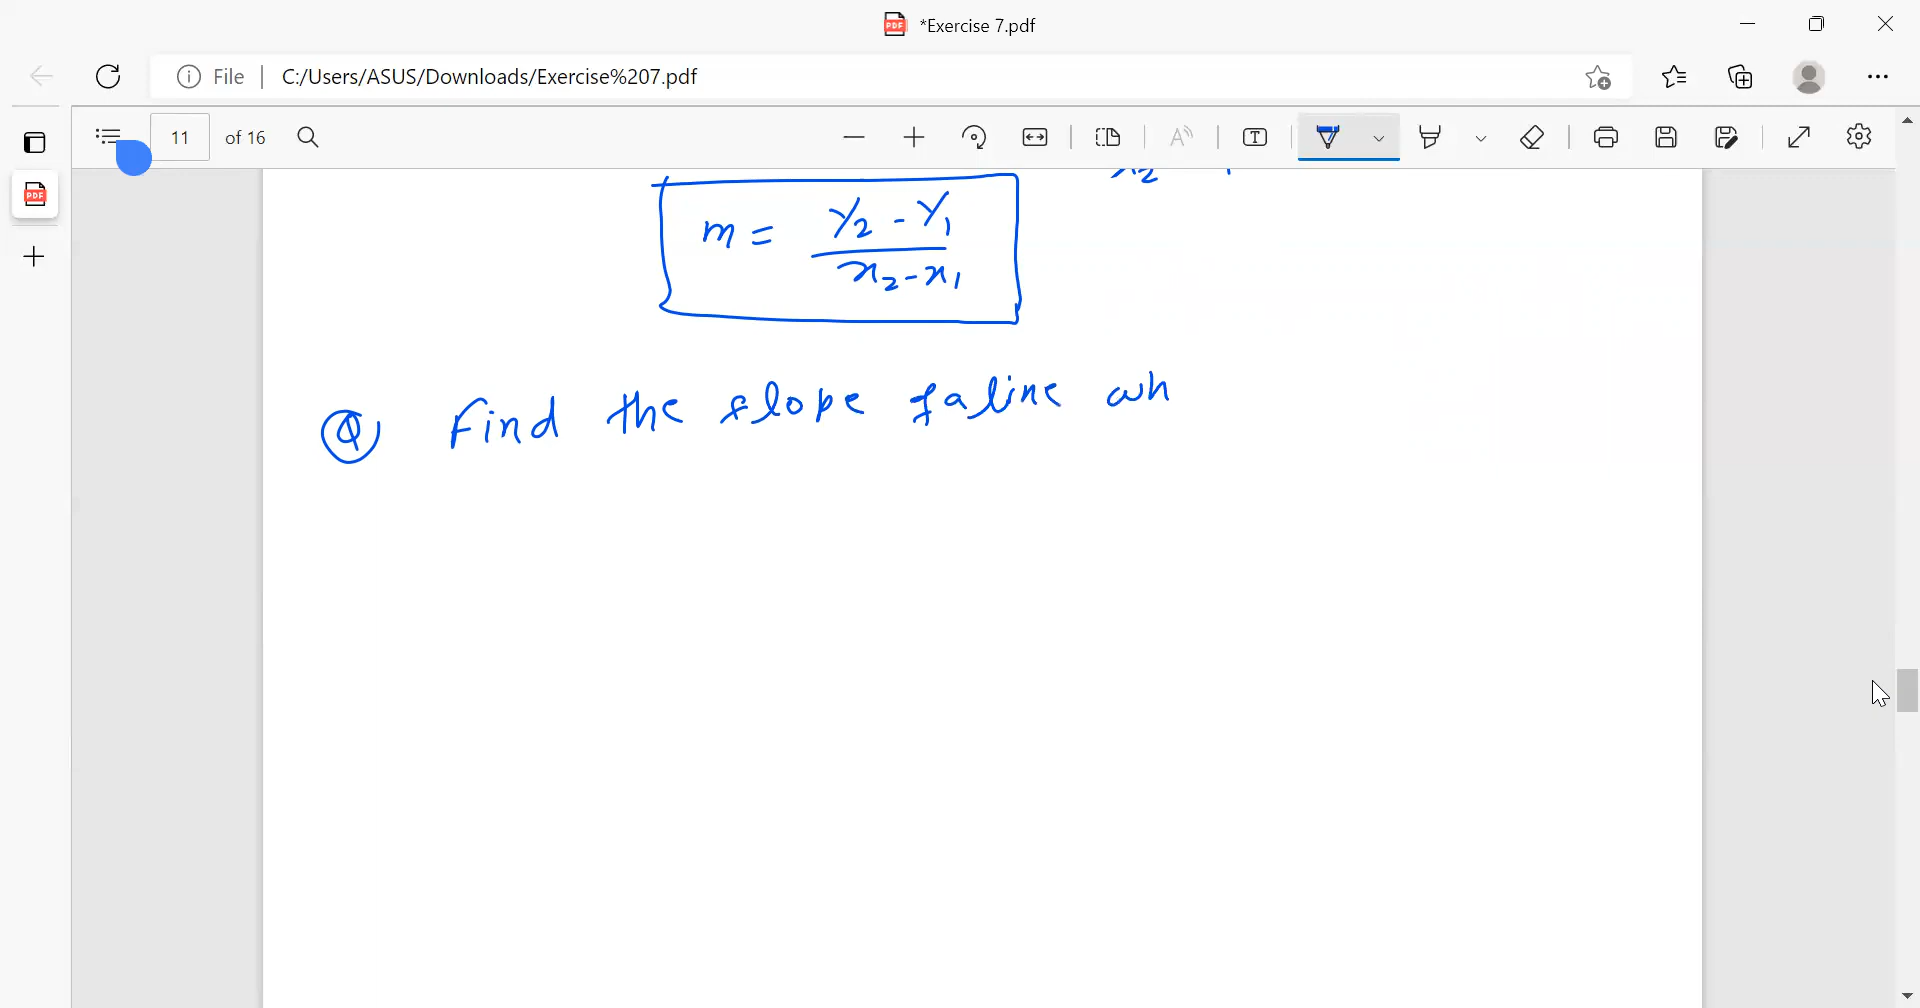 *Exercise 7.pdf
File | C:/Users/ASUS/Downloads/Exercise%207.pdf
11 of 16
m = y₂ - y₁ / x₂ - x₁
Q Find the slope of a line wh